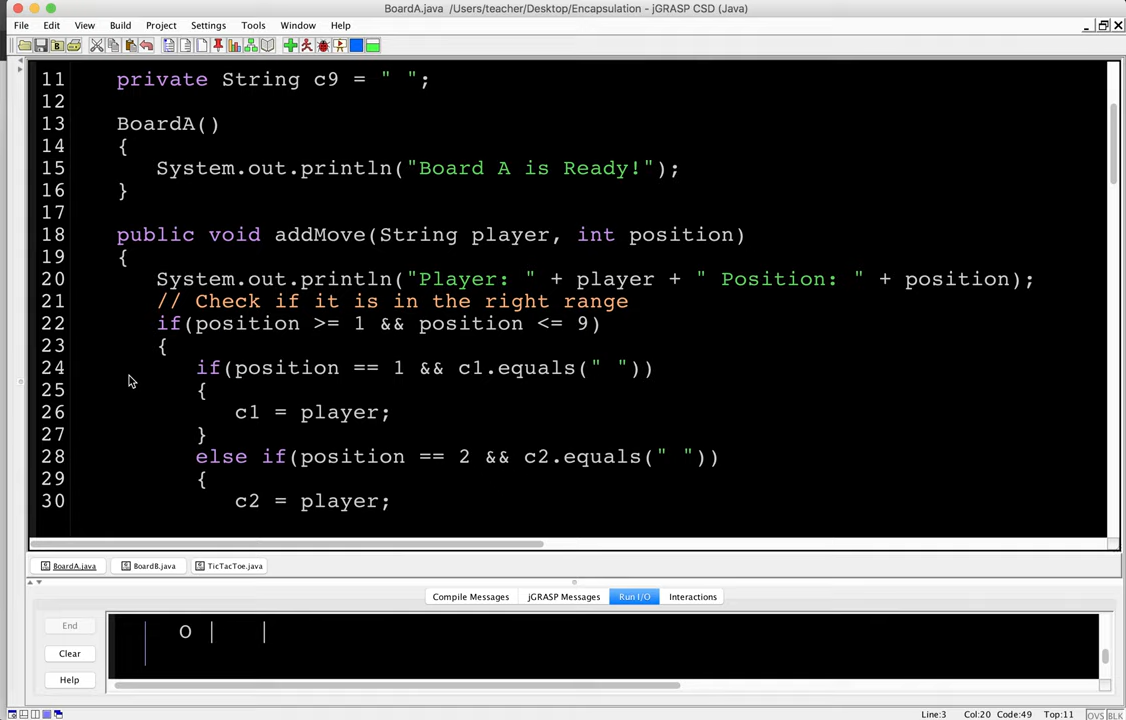 BoardA.java /Users/teacher/Desktop/Encapsulation - jGRASP CSD (Java)
File Edit View Build Project Settings Tools Window Help
11 private String c9 = " ";
12
13 BoardA()
14 {
15 System.out.println("Board A is Ready!");
16 }
17
18 public void addMove(String player, int position)
19 {
20 System.out.println("Player: " + player + " Position: " + position);
21 // Check if it is in the right range
22 if(position >= 1 && position <= 9)
23 {
24 if(position == 1 && c1.equals(" "))
25 {
26 c1 = player;
27 }
28 else if(position == 2 && c2.equals(" "))
29 {
30 c2 = player;
BoardA.java BoardB.java TicTacToe.java
Compile Messages jGRASP Messages Run I/O Interactions
End
Clear
Help
O | |
Line:3 Col:20 Code:49 Top:11 OVS BLK